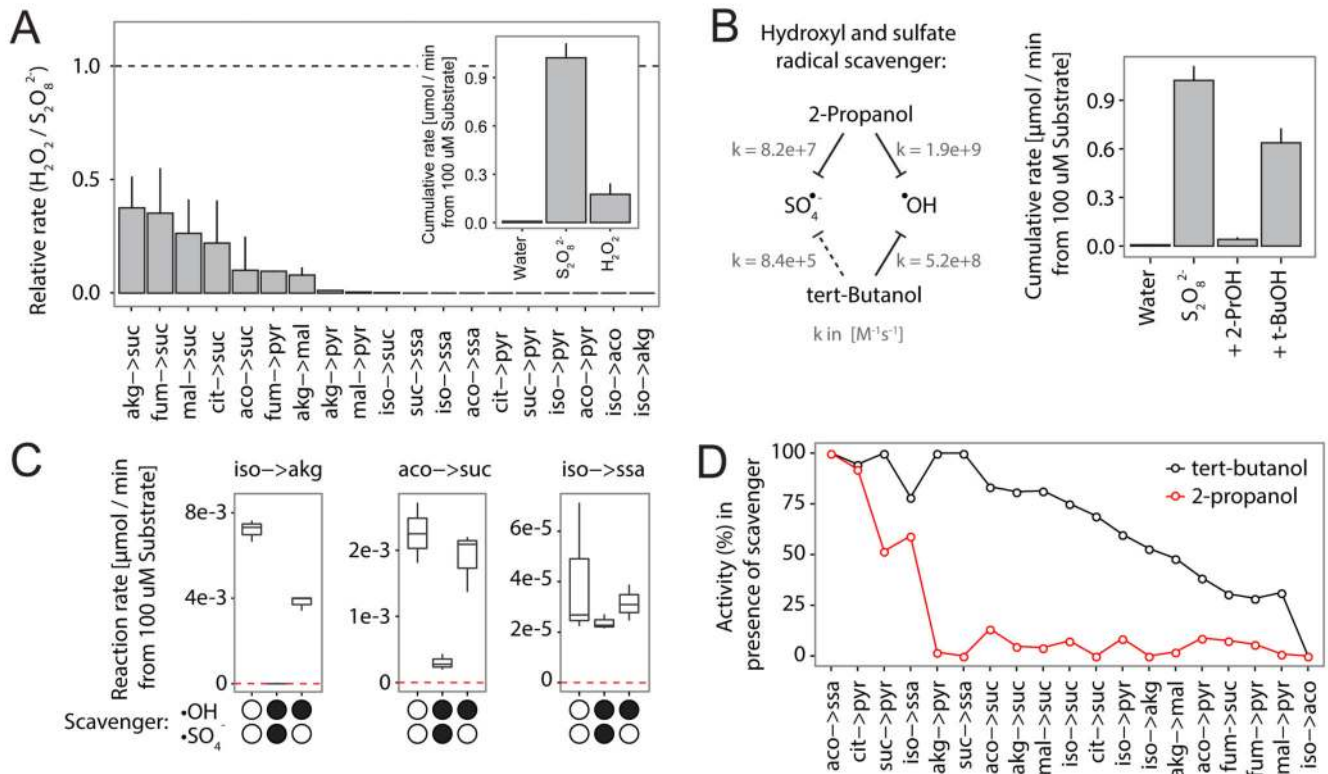 A
Relative rate (H₂O₂ / S₂O₈²⁻)
1.0
0.5
0.0
akg->suc
fum->suc
mal->suc
cit->suc
aco->suc
fum->pyr
akg->mal
akg->pyr
mal->pyr
iso->suc
suc->ssa
iso->ssa
aco->ssa
cit->pyr
suc->pyr
iso->pyr
aco->pyr
iso->aco
iso->akg
Cumulative rate [µmol / min
from 100 uM Substrate]
0.9
0.6
0.3
0.0
Water
S₂O₈²⁻
H₂O₂
B
Hydroxyl and sulfate
radical scavenger:
2-Propanol
k = 8.2e+7
k = 1.9e+9
SO₄•⁻
•OH
k = 8.4e+5
k = 5.2e+8
tert-Butanol
k in [M⁻¹s⁻¹]
Cumulative rate [µmol / min
from 100 uM Substrate]
0.9
0.6
0.3
0.0
Water
S₂O₈²⁻
+ 2-PrOH
+ t-BuOH
C
Reaction rate [µmol / min
from 100 uM Substrate]
iso->akg
8e-3
4e-3
0
aco->suc
2e-3
1e-3
0
iso->ssa
6e-5
4e-5
2e-5
0
Scavenger:
•OH
•SO₄⁻
D
Activity (%) in
presence of scavenger
100
75
50
25
0
tert-butanol
2-propanol
aco->ssa
cit->pyr
suc->pyr
iso->ssa
akg->pyr
suc->ssa
aco->suc
akg->suc
mal->suc
iso->suc
cit->suc
iso->pyr
iso->akg
akg->mal
aco->pyr
fum->suc
fum->pyr
mal->pyr
iso->aco